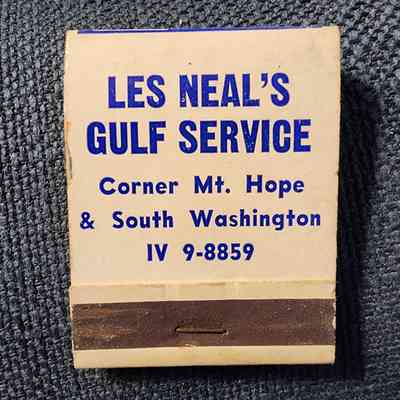 LES NEAL'S
GULF SERVICE
Corner Mt. Hope
& South Washington
IV 9-8859